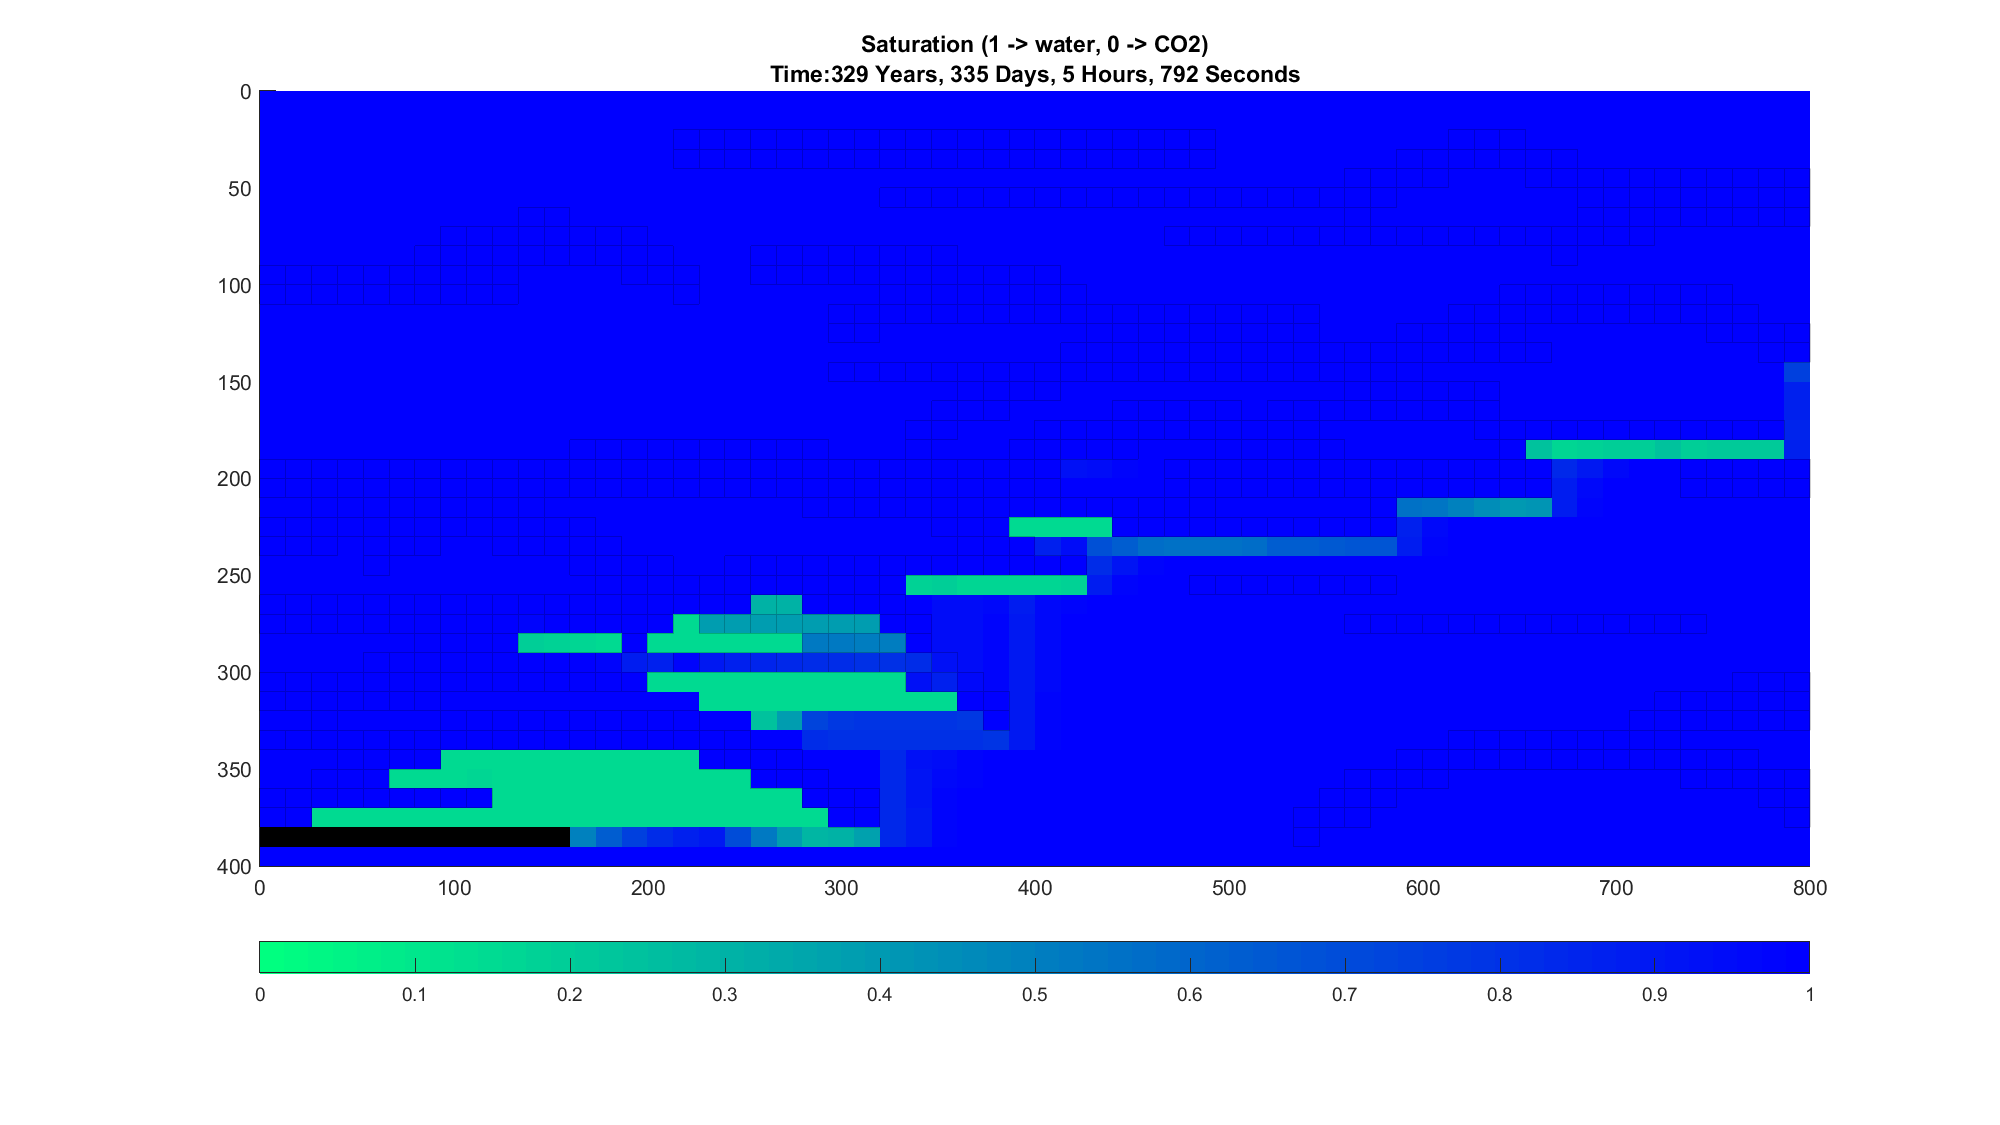 Saturation (1 -> water, 0 -> CO2)
Time:329 Years, 335 Days, 5 Hours, 792 Seconds
0
50
100
150
200
250
300
350
400
0 100 200 300 400 500 600 700 800
0 0.1 0.2 0.3 0.4 0.5 0.6 0.7 0.8 0.9 1